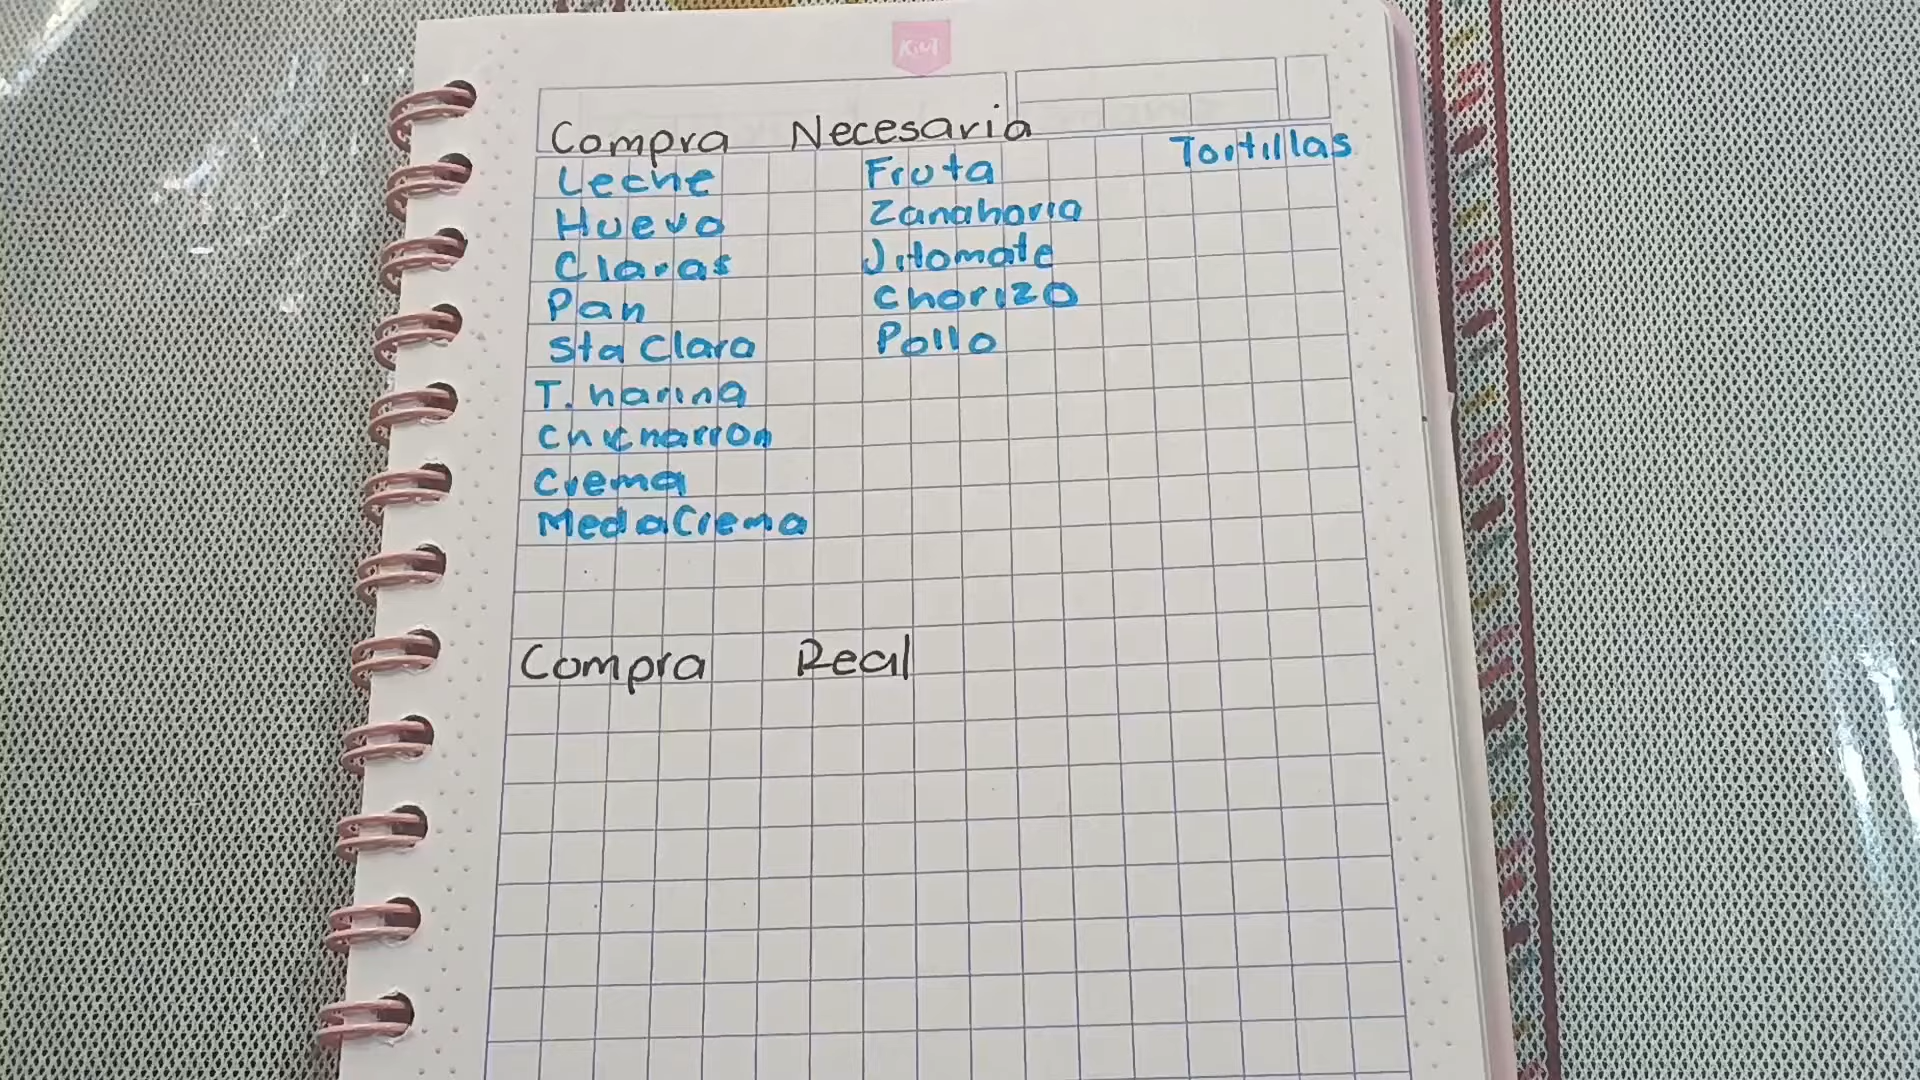 KiUT
Compra Necesaria
Leche
Huevo
Claras
Pan
Sta Clara
T. harina
Chicharron
Crema
MediaCrema
Fruta
Zanahoria
Jitomate
Chorizo
Pollo
Tortillas
Compra Real